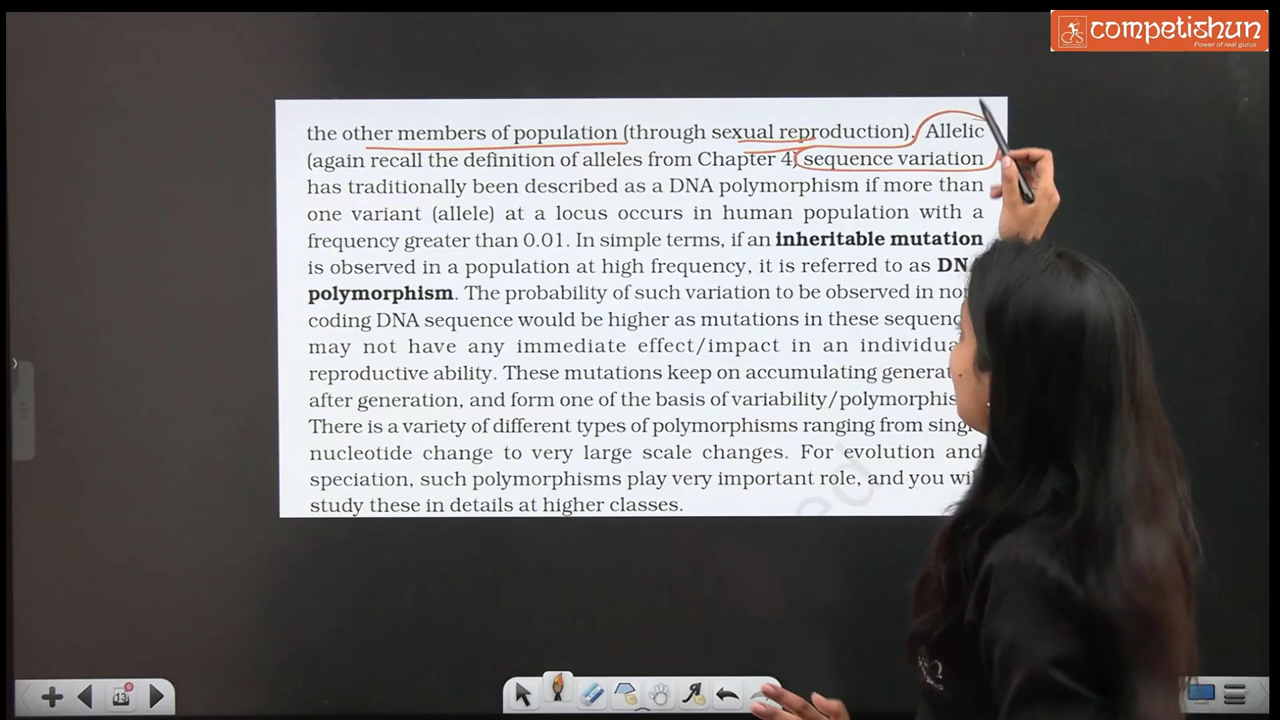 competishun
Power of real gurus
the other members of population (through sexual reproduction). Allelic
(again recall the definition of alleles from Chapter 4) sequence variation
has traditionally been described as a DNA polymorphism if more than
one variant (allele) at a locus occurs in human population with a
frequency greater than 0.01. In simple terms, if an inheritable mutation
is observed in a population at high frequency, it is referred to as
polymorphism. The probability of such variation to be observed in
coding DNA sequence would be higher as mutations in these
may not have any immediate effect/impact in an
reproductive ability. These mutations keep on accumulating
after generation, and form one of the basis of
There is a variety of different types of polymorphisms ranging from
nucleotide change to very large scale changes. For evolution and
speciation, such polymorphisms play very important role, and you
study these in details at higher classes.
13